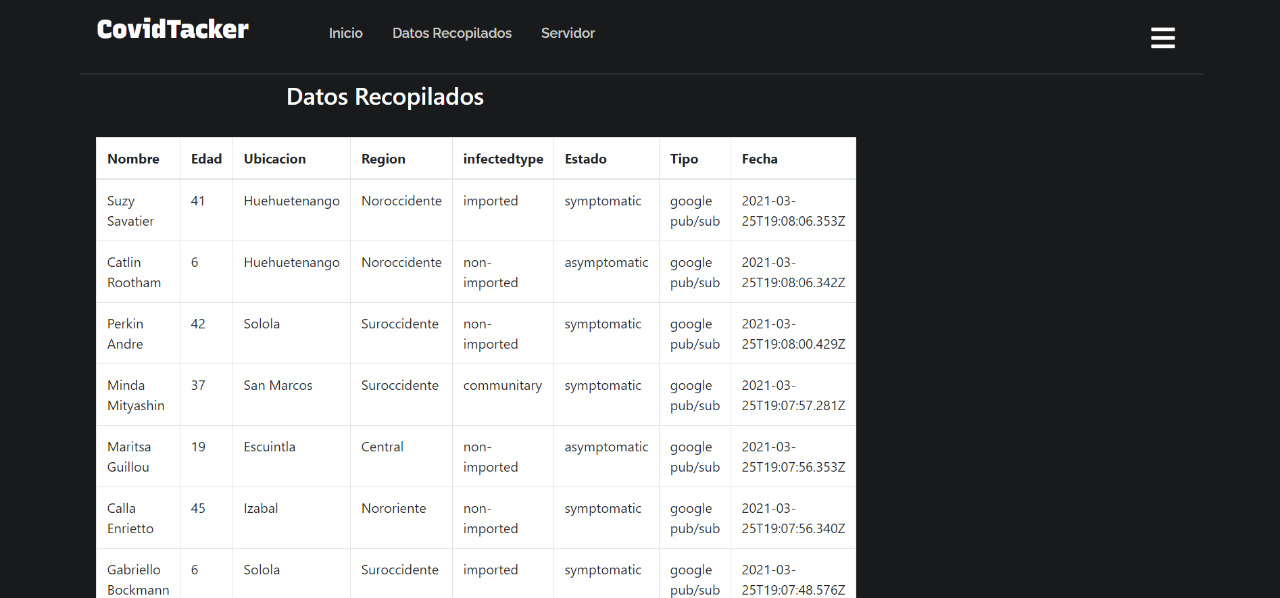 CovidTacker
Inicio Datos Recopilados Servidor
Datos Recopilados
Nombre Edad Ubicacion Region infectedtype Estado Tipo Fecha
Suzy 41 Huehuetenango Noroccidente imported symptomatic google 2021-03-
Savatier pub/sub 25T19:08:06.353Z
Catlin 6 Huehuetenango Noroccidente non- asymptomatic google 2021-03-
Rootham imported pub/sub 25T19:08:06.342Z
Perkin 42 Solola Suroccidente non- symptomatic google 2021-03-
Andre imported pub/sub 25T19:08:00.429Z
Minda 37 San Marcos Suroccidente communitary symptomatic google 2021-03-
Mityashin pub/sub 25T19:07:57.281Z
Maritsa 19 Escuintla Central non- asymptomatic google 2021-03-
Guillou imported pub/sub 25T19:07:56.353Z
Calla 45 Izabal Nororiente non- symptomatic google 2021-03-
Enrietto imported pub/sub 25T19:07:56.340Z
Gabriello 6 Solola Suroccidente imported symptomatic google 2021-03-
Bockmann pub/sub 25T19:07:48.576Z